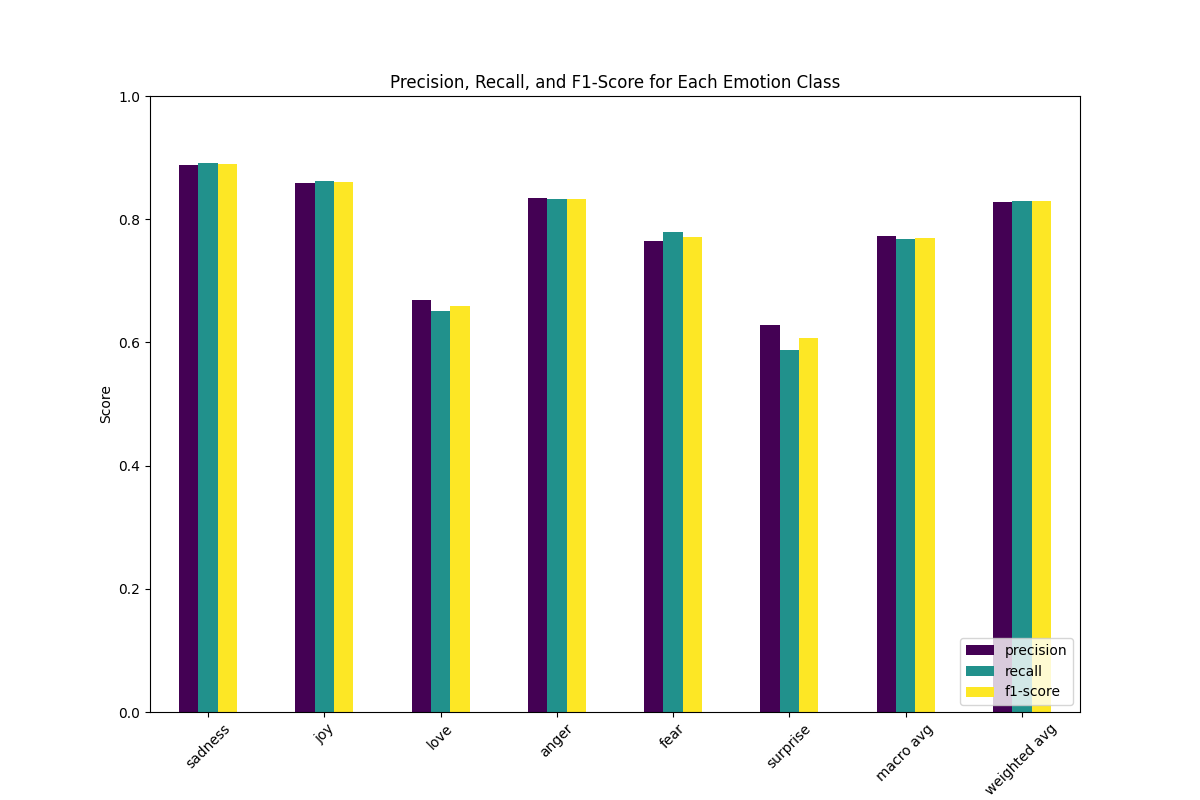 Precision, Recall, and F1-Score for Each Emotion Class
1.0
0.8
0.6
0.4
0.2
0.0
Score
sadness
joy
love
anger
fear
surprise
macro avg
weighted avg
precision
recall
f1-score